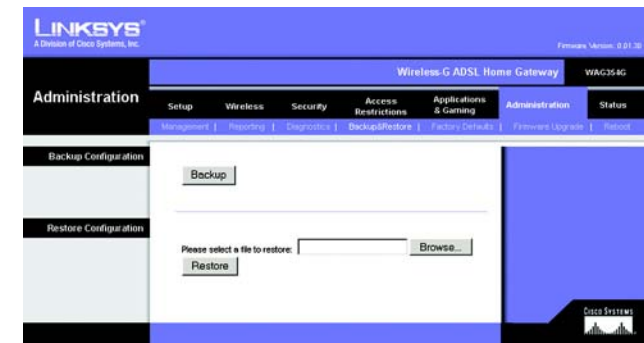 LINKSYS®
A Division of Cisco Systems, Inc.
Firmware Version: 0.01.30
Wireless-G ADSL Home Gateway WAG354G
Administration
Setup Wireless Security Access Restrictions Applications & Gaming Administration Status
Management | Reporting | Diagnostics | Backup&Restore | Factory Defaults | Firmware Upgrade | Reboot
Backup Configuration
Backup
Restore Configuration
Please select a file to restore: Browse...
Restore
CISCO SYSTEMS